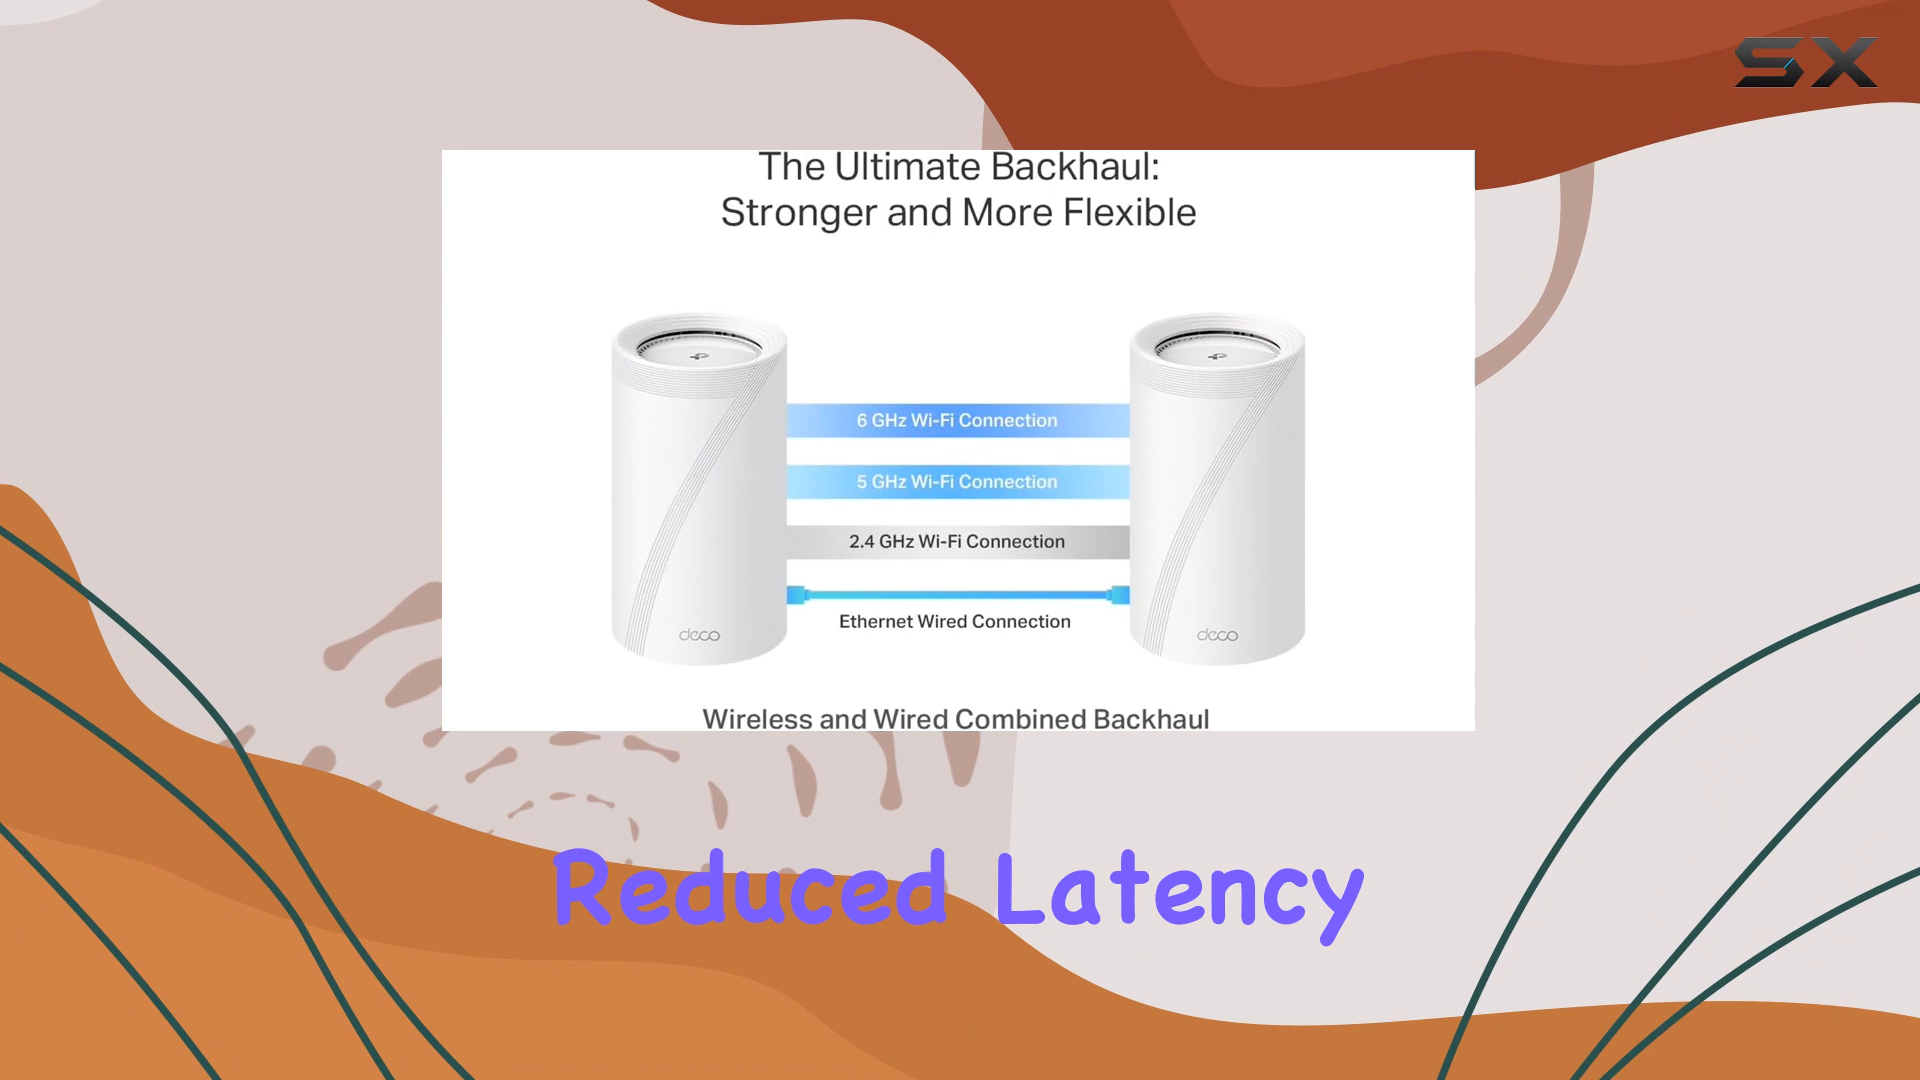 SX
The Ultimate Backhaul:
Stronger and More Flexible
6 GHz Wi-Fi Connection
5 GHz Wi-Fi Connection
2.4 GHz Wi-Fi Connection
Ethernet Wired Connection
deco
deco
Wireless and Wired Combined Backhaul
Reduced Latency